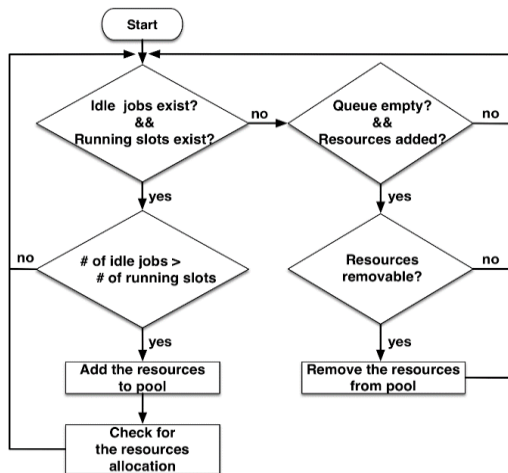 Start
Idle jobs exist?
&&
Running slots exist?
no
Queue empty?
&&
Resources added?
no
yes
yes
no
# of idle jobs >
# of running slots
Resources
removable?
no
yes
yes
Add the resources
to pool
Remove the resources
from pool
Check for
the resources
allocation